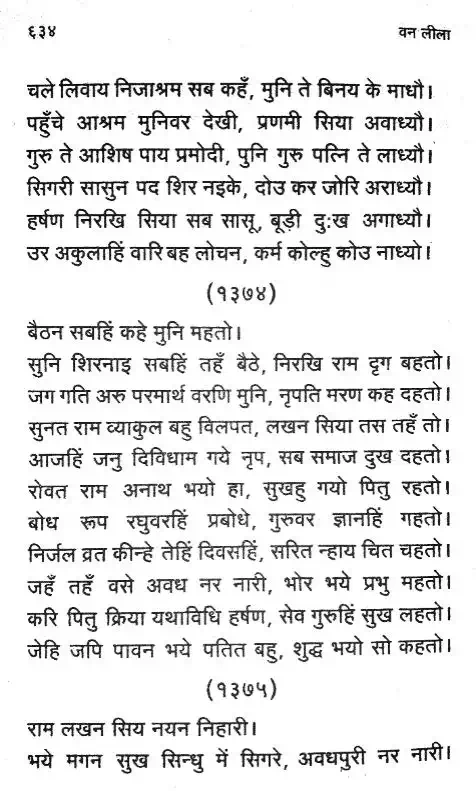 ६३४ वन लीला
चले लिवाय निजाश्रम सब कहँ, मुनि ते बिनय के माधौ।
पहुँचे आश्रम मुनिवर देखी, प्रणमी सिया अवाध्यौ।
गुरु ते आशिष पाय प्रमोदी, पुनि गुरु पत्नि ते लाध्यौ।
सिगरी सासुन पद शिर नइके, दोउ कर जोरि अराध्यौ।
हर्षण निरखि सिया सब सासू, बूड़ी दुःख अगाध्यौ।
उर अकुलाहिं वारि बह लोचन, कर्म कोल्हु कोउ नाध्यो।
(१३७४)
बैठन सबहिं कहे मुनि महतो।
सुनि शिरनाइ सबहिं तहँ बैठे, निरखि राम दृग बहतो।
जग गति अरु परमार्थ वरणि मुनि, नृपति मरण कह दहतो।
सुनत राम व्याकुल बहु विलपत, लखन सिया तस तहँ तो।
आजहिं जनु दिविधाम गये नृप, सब समाज दुख दहतो।
रोवत राम अनाथ भयो हा, सुखहु गयो पितु रहतो।
बोध रूप रघुवरहिं प्रबोधे, गुरुवर ज्ञानहिं गहतो।
निर्जल व्रत कीन्हे तेहिं दिवसहिं, सरित न्हाय चित चहतो।
जहँ तहँ वसे अवध नर नारी, भोर भये प्रभु महतो।
करि पितु क्रिया यथाविधि हर्षण, सेव गुरुहिं सुख लहतो।
जेहि जपि पावन भये पतित बहु, शुद्ध भयो सो कहतो।
(१३७५)
राम लखन सिय नयन निहारी।
भये मगन सुख सिन्धु में सिगरे, अवधपुरी नर नारी।